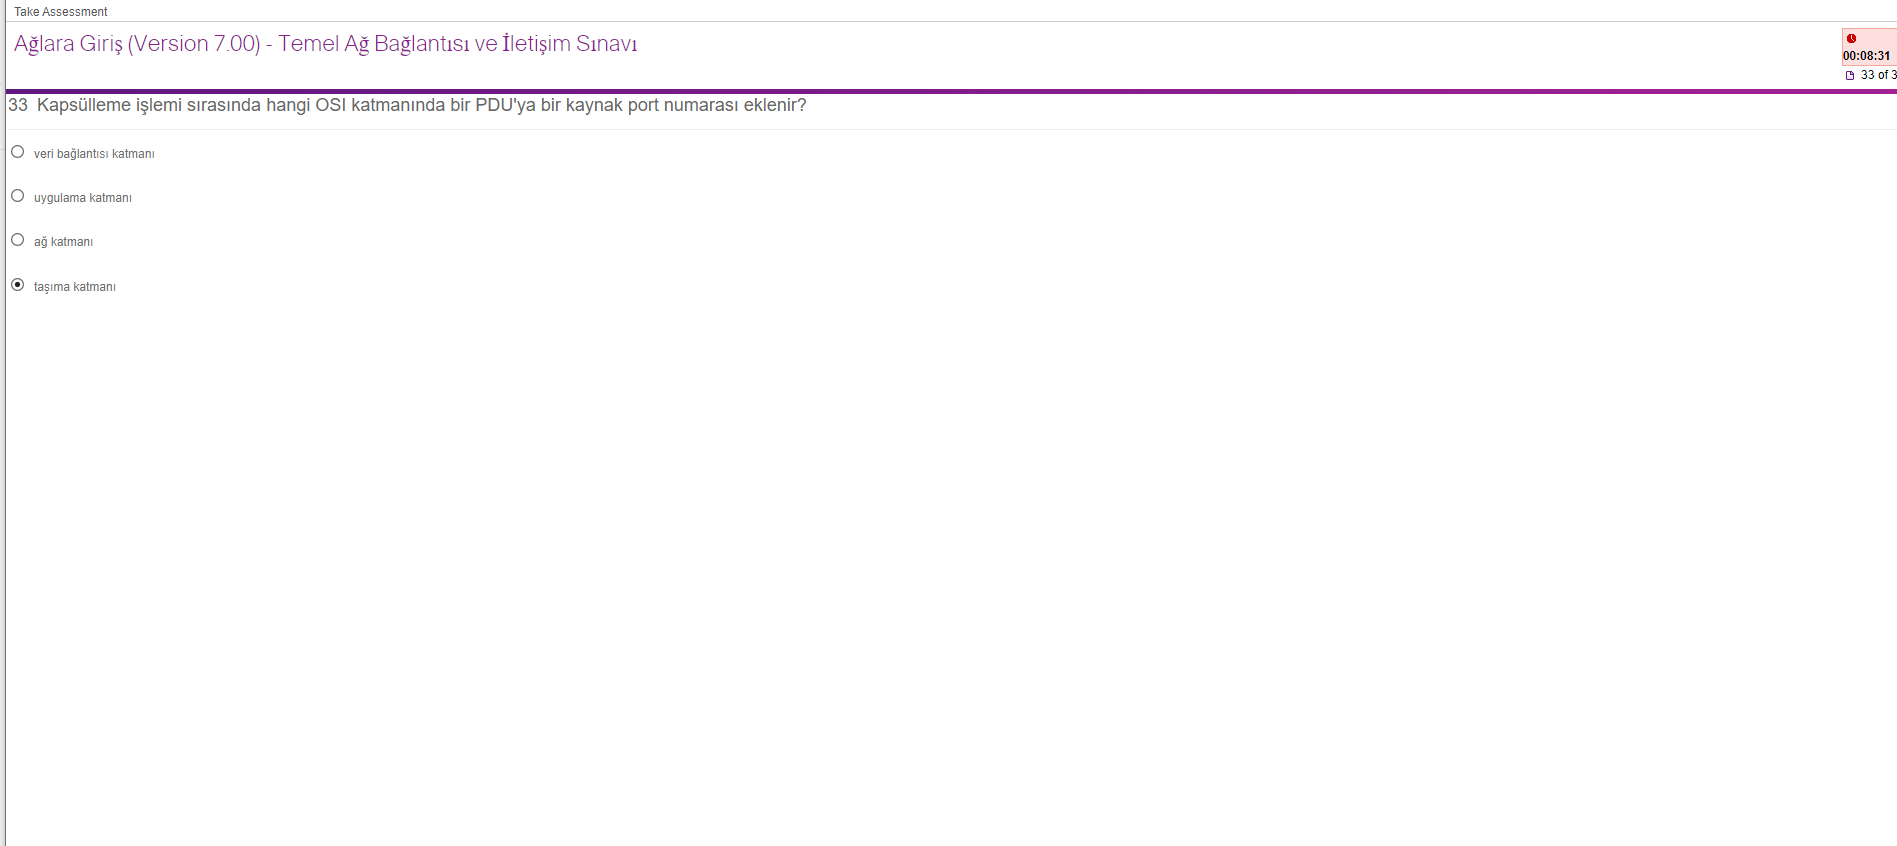 Take Assessment
Ağlara Giriş (Version 7.00) - Temel Ağ Bağlantısı ve İletişim Sınavı
00:08:31
33 of 3
33 Kapsülleme işlemi sırasında hangi OSI katmanında bir PDU'ya bir kaynak port numarası eklenir?
veri bağlantısı katmanı
uygulama katmanı
ağ katmanı
taşıma katmanı